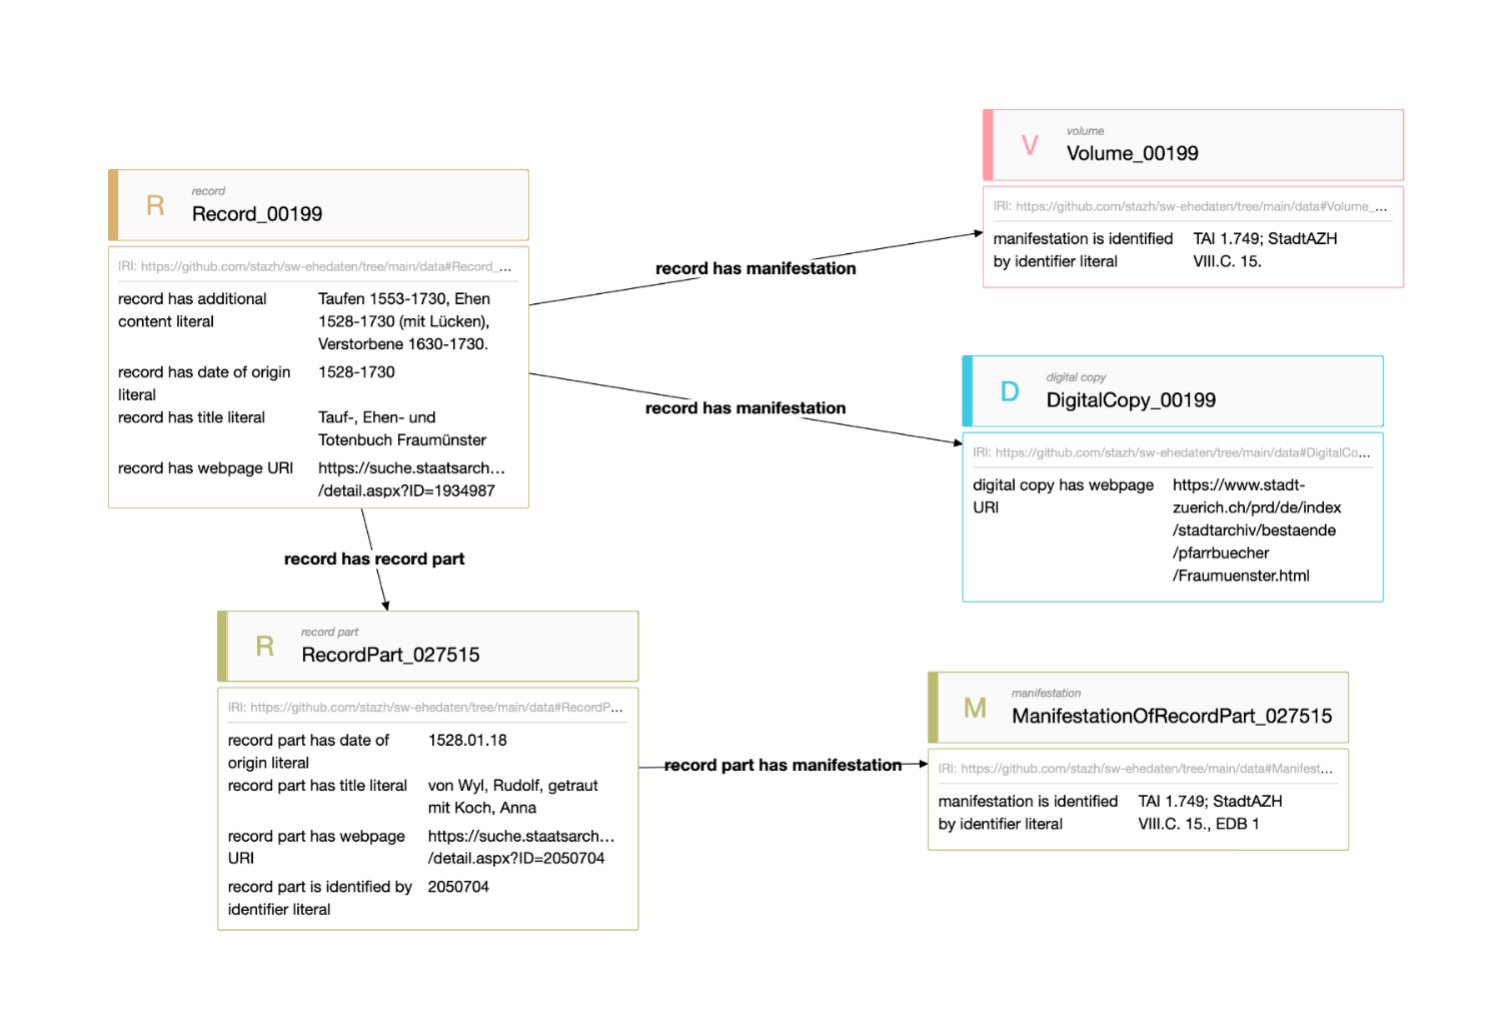 volume
V
Volume_00199
IRI: https://github.com/stazh/sw-ehedaten/tree/main/data#Volume_...
manifestation is identified
by identifier literal
TAI 1.749; StadtAZH
VIII.C. 15.
record
R
Record_00199
IRI: https://github.com/stazh/sw-ehedaten/tree/main/data#Record_...
record has additional
content literal
Taufen 1553-1730, Ehen
1528-1730 (mit Lücken),
Verstorbene 1630-1730.
record has date of origin
literal
1528-1730
record has title literal
Tauf-, Ehen- und
Totenbuch Fraumünster
record has webpage URI
https://suche.staatsarch...
/detail.aspx?ID=1934987
record has manifestation
record has manifestation
digital copy
D
DigitalCopy_00199
IRI: https://github.com/stazh/sw-ehedaten/tree/main/data#DigitalCo...
digital copy has webpage
URI
https://www.stadt-
zuerich.ch/prd/de/index
/stadtarchiv/bestaende
/pfarrbuecher
/Fraumuenster.html
record has record part
record part
R
RecordPart_027515
IRI: https://github.com/stazh/sw-ehedaten/tree/main/data#RecordP...
record part has date of
origin literal
1528.01.18
record part has title literal
von Wyl, Rudolf, getraut
mit Koch, Anna
record part has webpage
URI
https://suche.staatsarch...
/detail.aspx?ID=2050704
record part is identified by
identifier literal
2050704
record part has manifestation
manifestation
M
ManifestationOfRecordPart_027515
IRI: https://github.com/stazh/sw-ehedaten/tree/main/data#Manifest...
manifestation is identified
by identifier literal
TAI 1.749; StadtAZH
VIII.C. 15., EDB 1